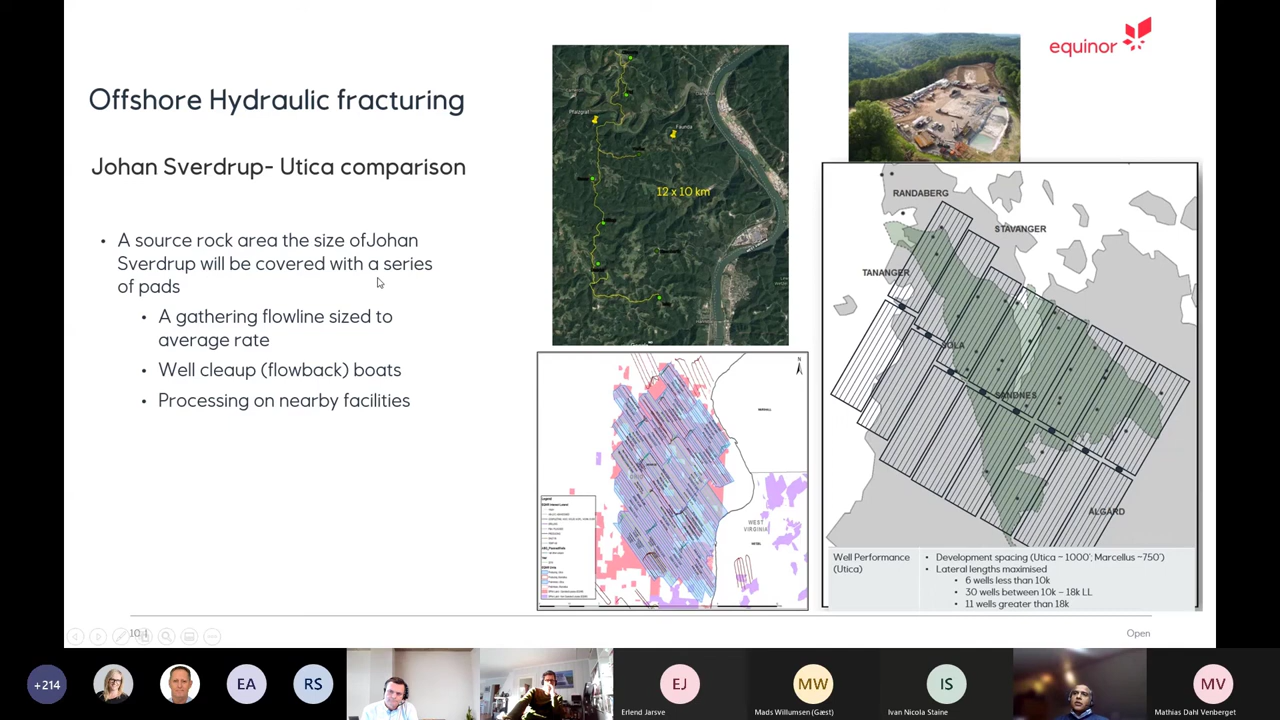 equinor
Offshore Hydraulic fracturing
Johan Sverdrup- Utica comparison
• A source rock area the size ofJohan
Sverdrup will be covered with a series
of pads
• A gathering flowline sized to
average rate
• Well cleaup (flowback) boats
• Processing on nearby facilities
Pfalzgraf
Faunda
12 x 10 km
RANDABERG
STAVANGER
TANANGER
SOLA
SANDNES
ÅLGÅRD
N
OHIO
WEST
VIRGINIA
Well Performance
(Utica)
• Development spacing (Utica ~ 1000'; Marcellus ~750')
• Lateral lengths maximised
• 6 wells less than 10k
• 30 wells between 10k – 18k LL
• 11 wells greater than 18k
10 |
Open
+214
EA
RS
EJ
MW
IS
MV
Erlend Jarsve
Mads Willumsen (Gæst)
Ivan Nicola Staine
Mathias Dahl Venberget